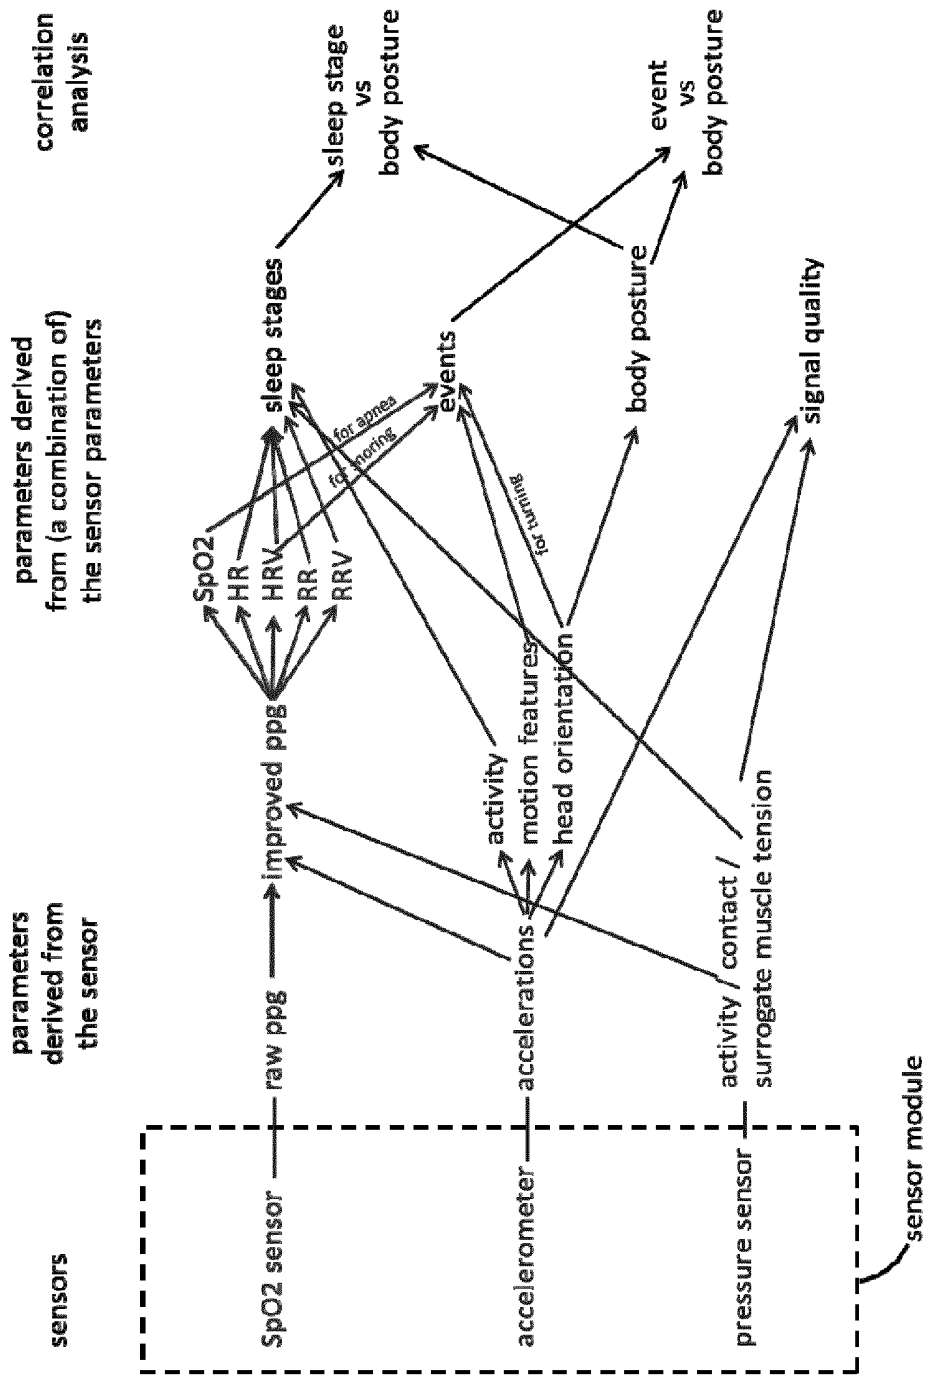 sensors
parameters
derived from
the sensor
parameters derived
from (a combination of)
the sensor parameters
correlation
analysis
SpO2 sensor
raw ppg
improved ppg
SpO2
HR
HRV
RR
RRV
sleep stages
sleep stage
vs
body posture
for apnea
for snoring
events
event
vs
body posture
accelerometer
accelerations
activity
motion features
head orientation
for turning
body posture
pressure sensor
activity / contact /
surrogate muscle tension
signal quality
sensor module